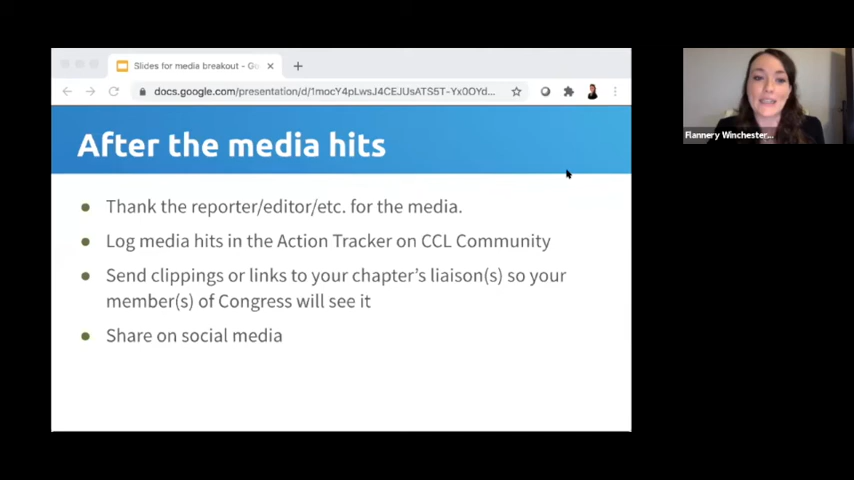 Slides for media breakout - Go
docs.google.com/presentation/d/1mocY4pLwsJ4CEJUsATS5T-Yx0OYd...
After the media hits
Thank the reporter/editor/etc. for the media.
Log media hits in the Action Tracker on CCL Community
Send clippings or links to your chapter's liaison(s) so your
member(s) of Congress will see it
Share on social media
Flannery Winchester...